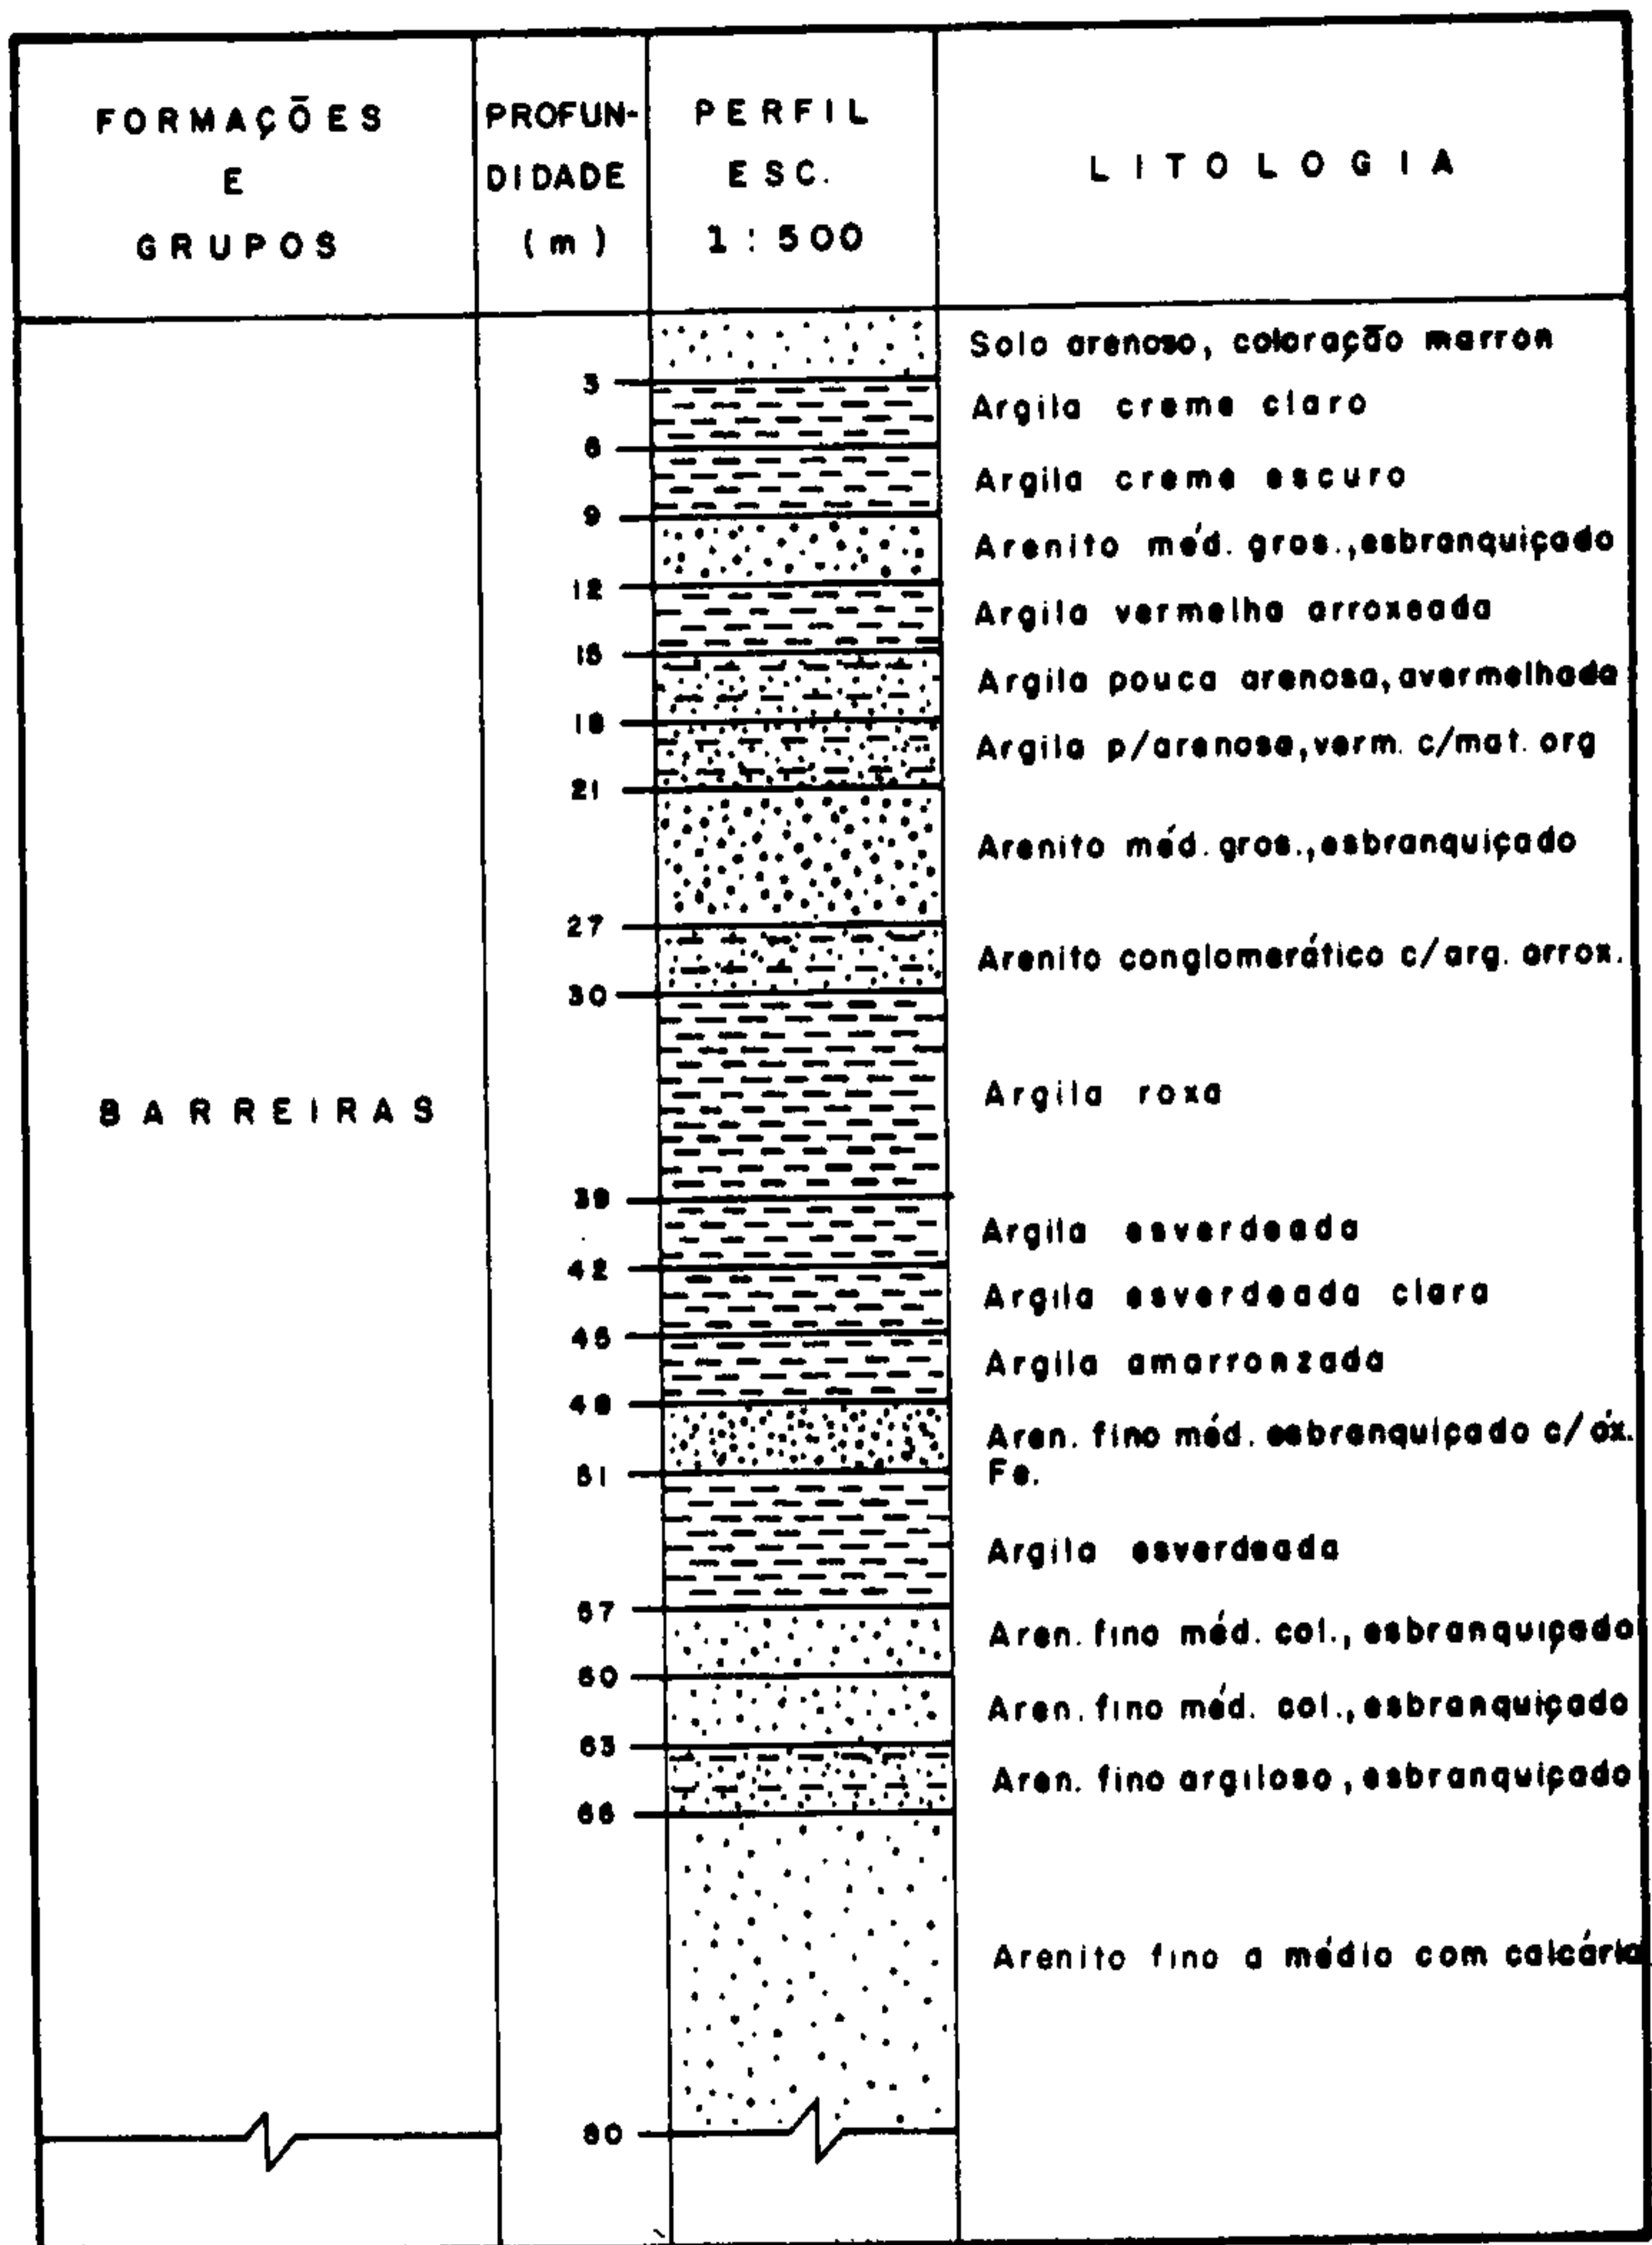 FORMAÇÕES
E
GRUPOS
PROFUN-
DIDADE
(m)
PERFIL
ESC.
1:500
LITOLOGIA
Solo arenoso, coloração marron
3
Argila creme claro
6
Argila creme escuro
9
Arenito méd. gros., esbranquiçado
12
Argila vermelha arroxeada
15
Argila pouca arenosa, avermelhada
18
Argila p/arenosa, verm. c/mat. org
21
Arenito méd. gros., esbranquiçado
27
Arenito conglomerático c/arg. arrox.
30
BARREIRAS
Argila roxa
39
Argila esverdeada
42
Argila esverdeada clara
45
Argila amarronzada
48
Aren. fino méd. esbranquiçado c/óx.
Fe.
51
Argila esverdeada
57
Aren. fino méd. col., esbranquiçado
60
Aren. fino méd. col., esbranquiçado
63
Aren. fino argiloso, esbranquiçado
66
Arenito fino a médio com calcário
80